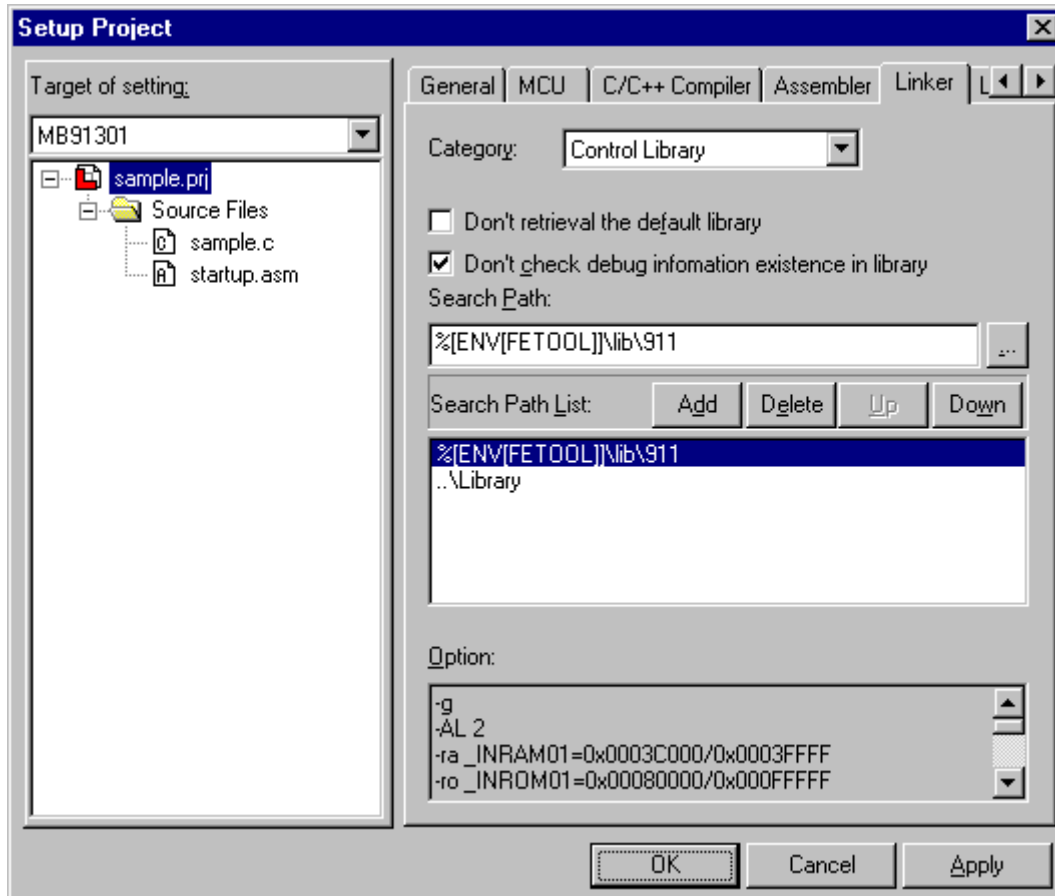 Setup Project
Target of setting:
MB91301
sample.prj
Source Files
sample.c
startup.asm
General MCU C/C++ Compiler Assembler Linker L
Category: Control Library
Don't retrieval the default library
Don't check debug infomation existence in library
Search Path:
%[ENV[FETOOL]]\lib\911
...
Search Path List: Add Delete Up Down
%[ENV[FETOOL]]\lib\911
..\Library
Option:
-g
-AL 2
-ra _INRAM01=0x0003C000/0x0003FFFF
-ro _INROM01=0x00080000/0x000FFFFF
OK Cancel Apply